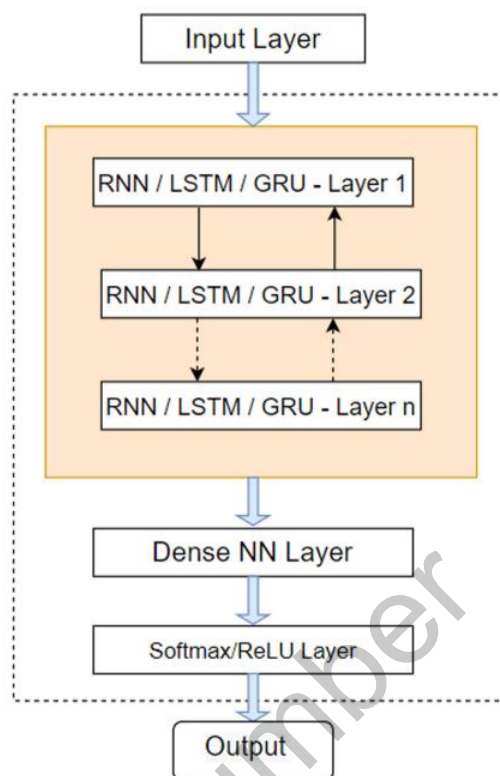 Input Layer
RNN / LSTM / GRU - Layer 1
RNN / LSTM / GRU - Layer 2
RNN / LSTM / GRU - Layer n
Dense NN Layer
Softmax/ReLU Layer
Output